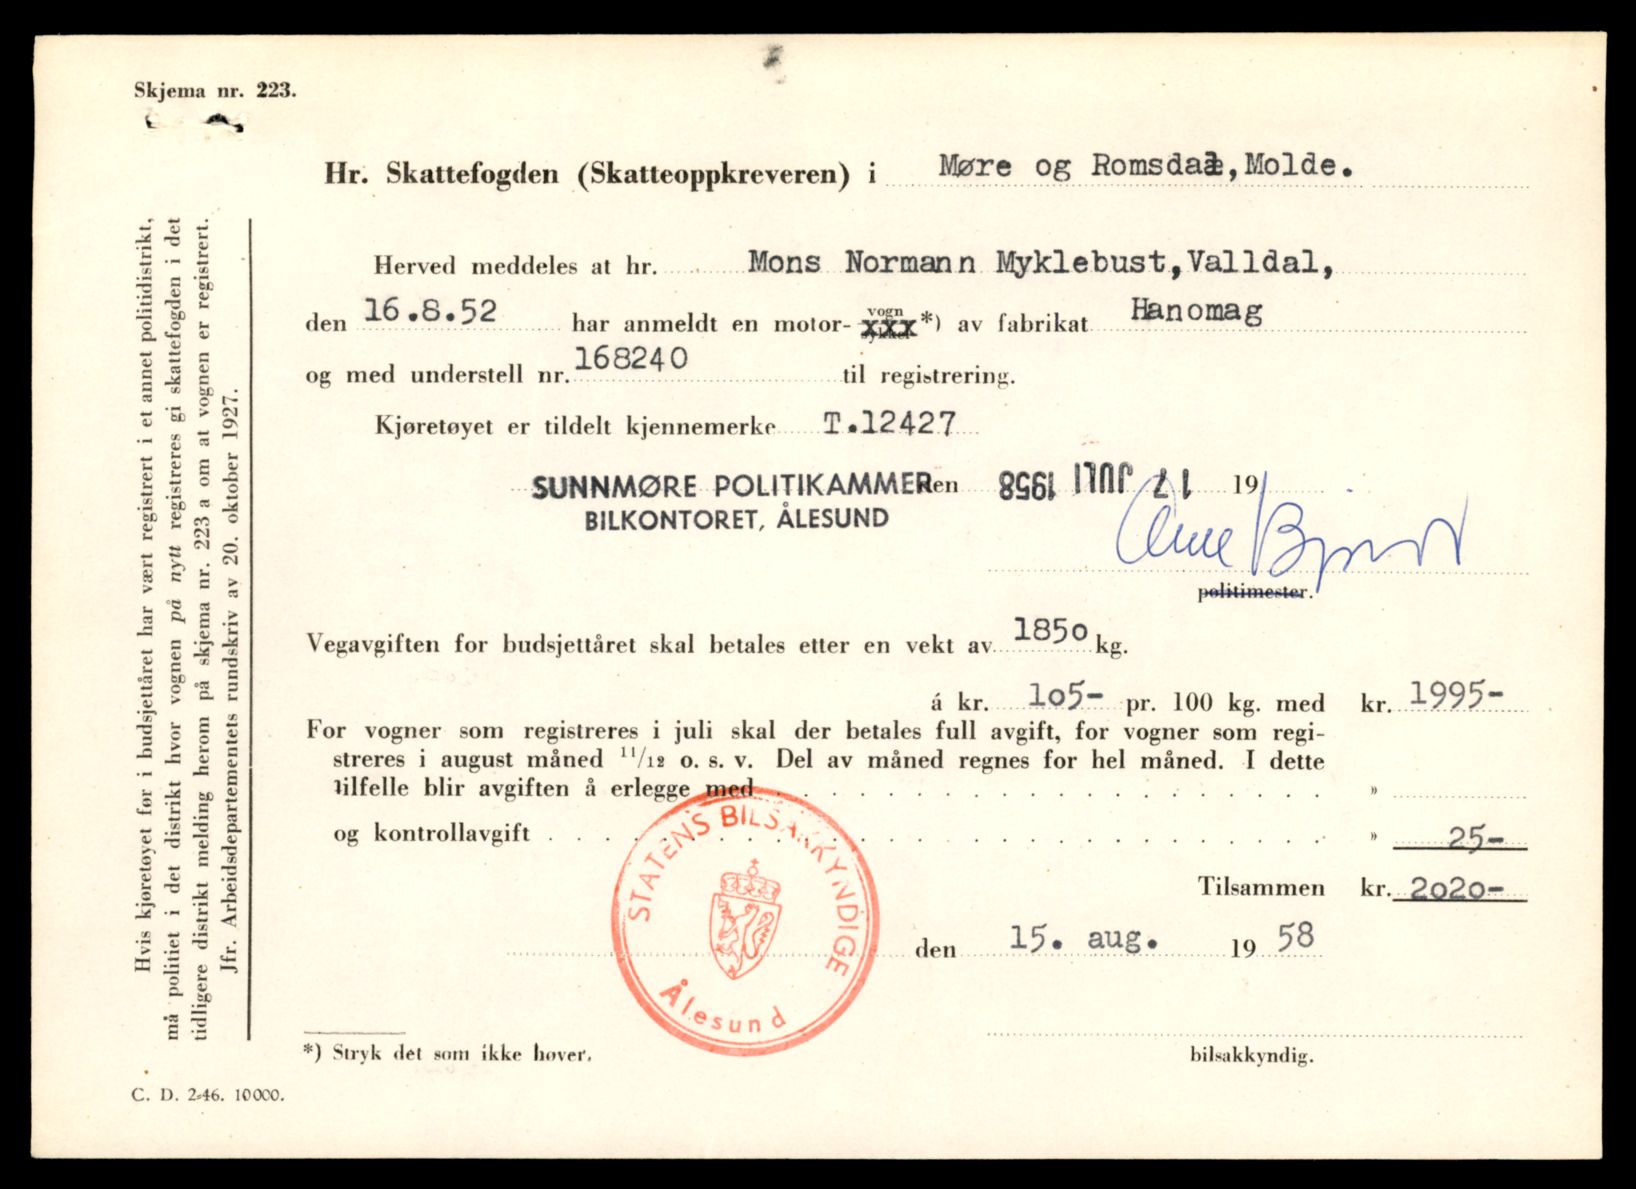 Skjema nr. 223.
Hr. Skattefogden (Skatteoppkreveren) i Møre og Romsdal, Molde.
Herved meddeles at hr. Mons Normann Myklebust, Valldal,
den 16.8.52 har anmeldt en motor- vogn xxx *) av fabrikat Hanomag
og med understell nr. 168240 til registrering.
Kjøretøyet er tildelt kjennemerke T.12427
SUNNMØRE POLITIKAMMER den 17 JULI 1958 19
BILKONTORET, ÅLESUND
politimester.
Vegavgiften for budsjettåret skal betales etter en vekt av 1850 kg.
á kr. 105- pr. 100 kg. med kr. 1995-
For vogner som registreres i juli skal der betales full avgift, for vogner som regi-
streres i august måned 11/12 o. s. v. Del av måned regnes for hel måned. I dette
tilfelle blir avgiften å erlegge med . . . . . . . . . . . . . . . . . . . . »
og kontrollavgift . . . . . . . . . . . . . . . . . . . . . . . . . . . . » 25-
Tilsammen kr. 2020-
den 15. aug. 19 58
STATENS BILSAKKYNDIGE
Ålesund
*) Stryk det som ikke høver.
bilsakkyndig.
C. D. 2-46. 10000.
Hvis kjøretøyet før i budsjettåret har vært registrert i et annet politidistrikt,
må politiet i det distrikt hvor vognen på nytt registreres gi skattefogden i det
tidligere distrikt melding herom på skjema nr. 223 a om at vognen er registrert.
Jfr. Arbeidsdepartementets rundskriv av 20. oktober 1927.